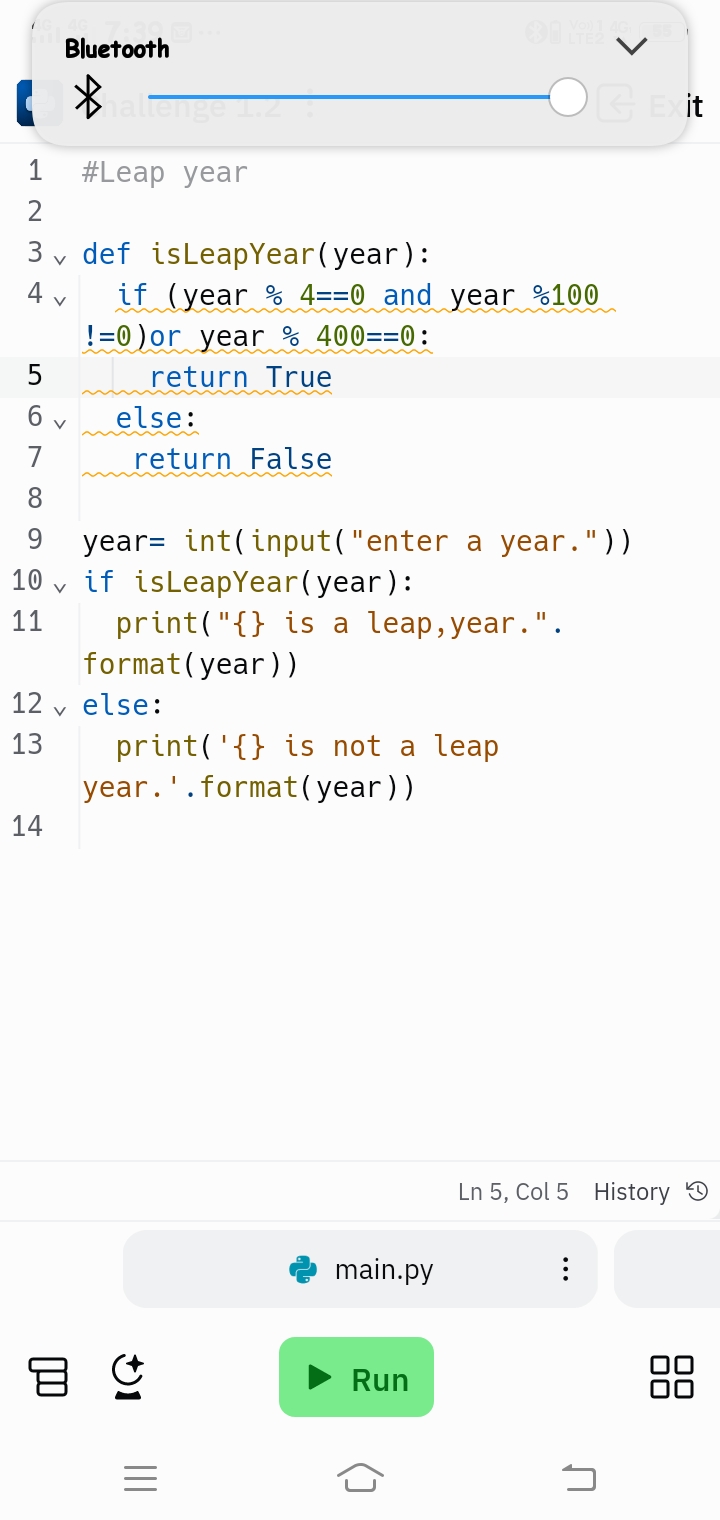 7:39
Bluetooth
Challenge 1.2
Exit
1 #Leap year
2
3 def isLeapYear(year):
4 if (year % 4==0 and year %100
!=0)or year % 400==0:
5 return True
6 else:
7 return False
8
9 year= int(input("enter a year."))
10 if isLeapYear(year):
11 print("{} is a leap,year.".
format(year))
12 else:
13 print('{} is not a leap
year.'.format(year))
14
Ln 5, Col 5 History
main.py
Run